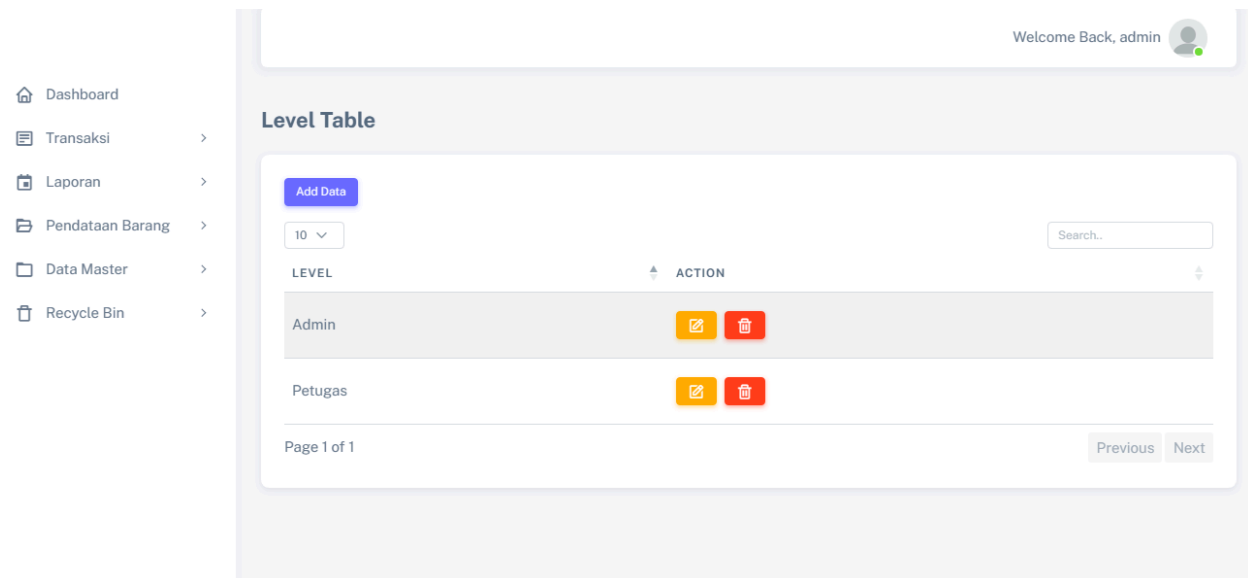 Welcome Back, admin
Dashboard
Transaksi
Laporan
Pendataan Barang
Data Master
Recycle Bin
Level Table
Add Data
10
Search..
LEVEL ACTION
Admin
Petugas
Page 1 of 1
Previous Next